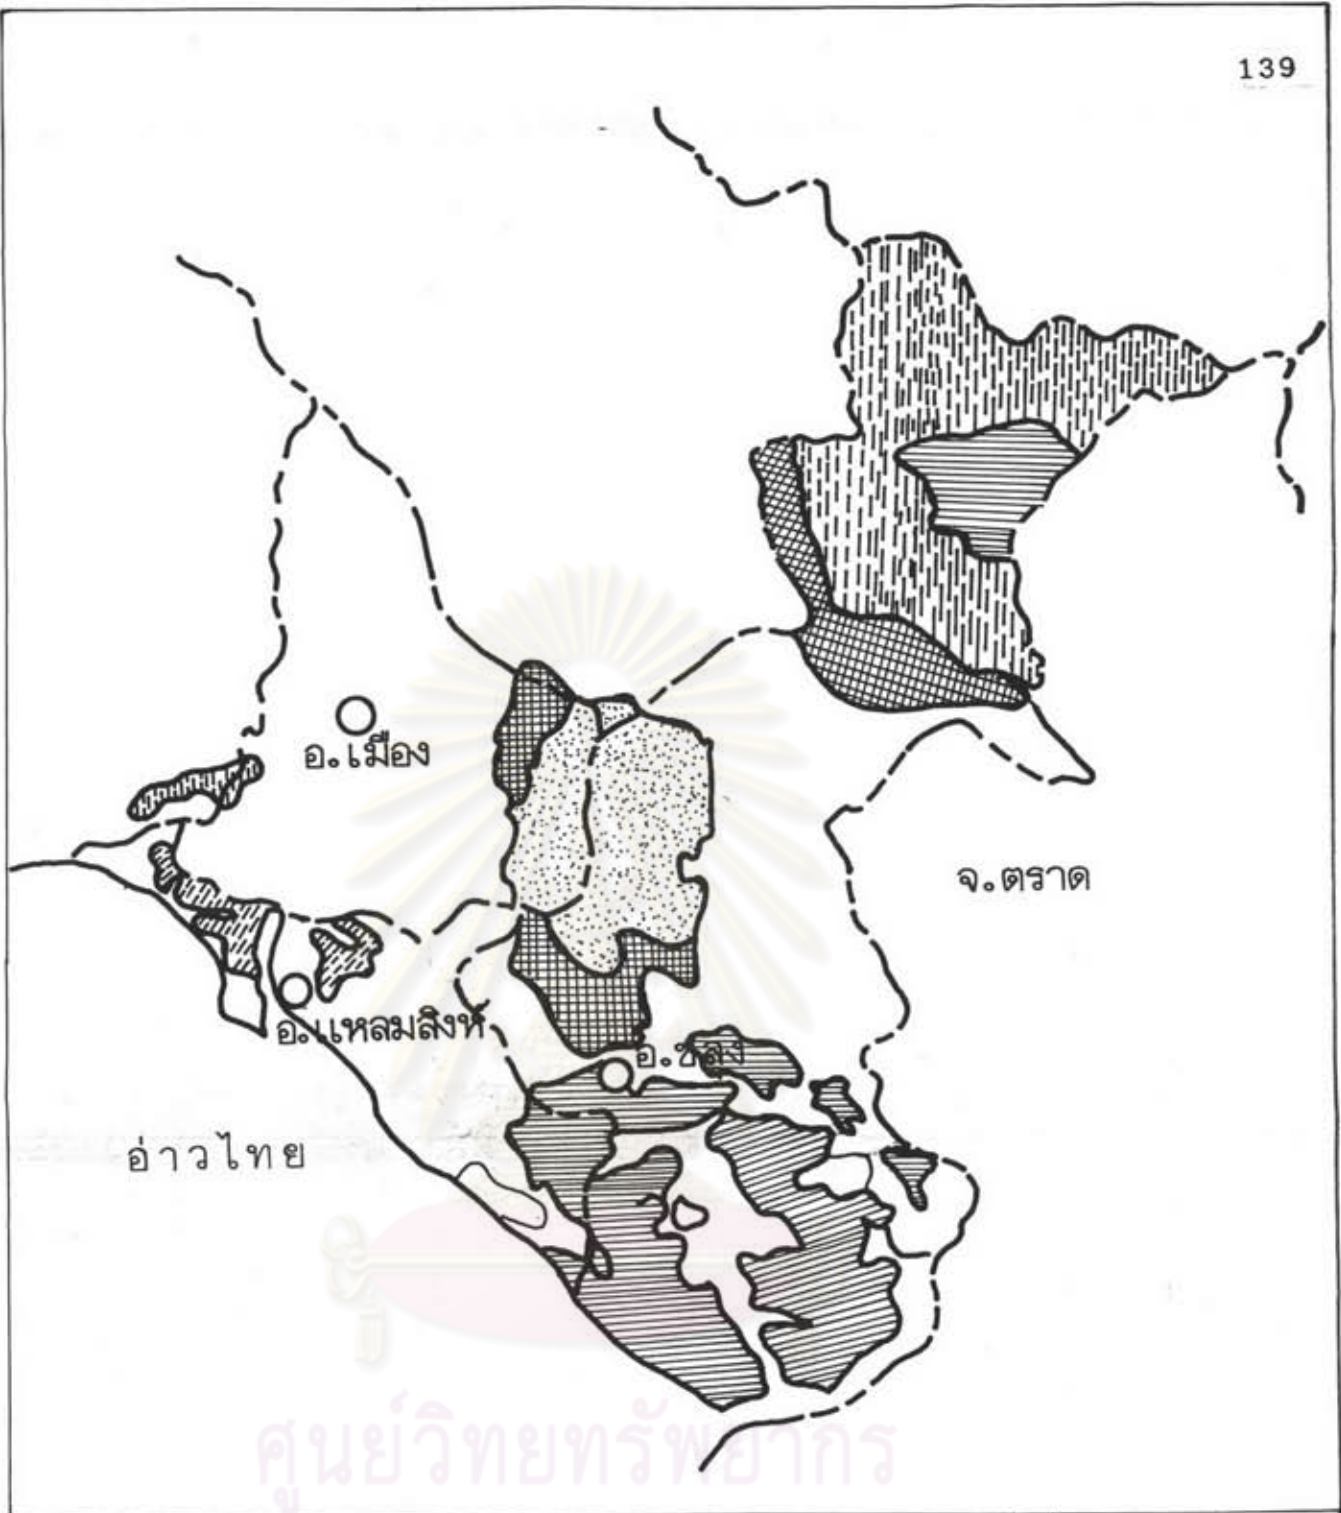 139
อ.เมือง
จ.ตราด
อ.แหลมสิงห์
อ.ขลุง
อ่าวไทย
ศูนย์วิทยทรัพยากร